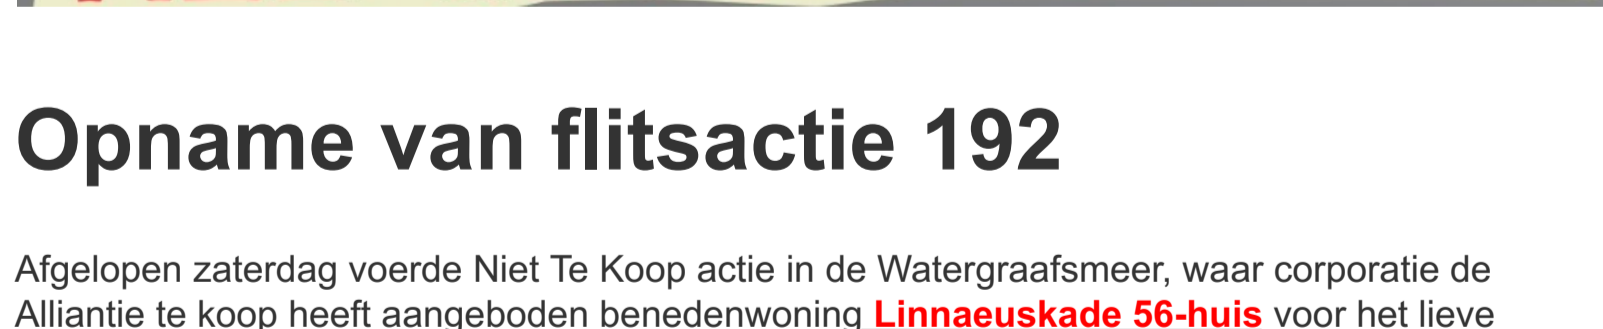 Opname van flitsactie 192
Afgelopen zaterdag voerde Niet Te Koop actie in de Watergraafsmeer, waar corporatie de
Alliantie te koop heeft aangeboden benedenwoning Linnaeuskade 56-huis voor het lieve